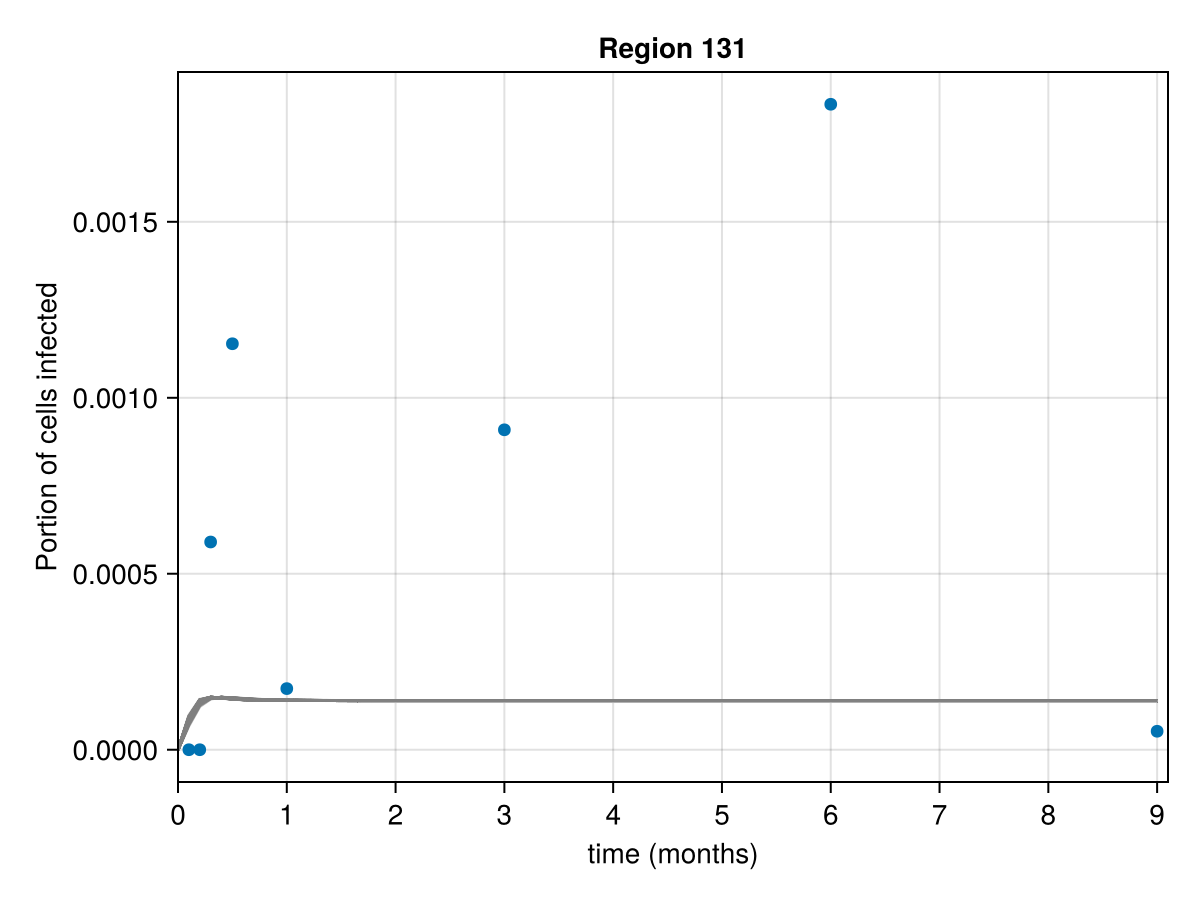 Region 131
Portion of cells infected
0.0015
0.0010
0.0005
0.0000
0 1 2 3 4 5 6 7 8 9
time (months)